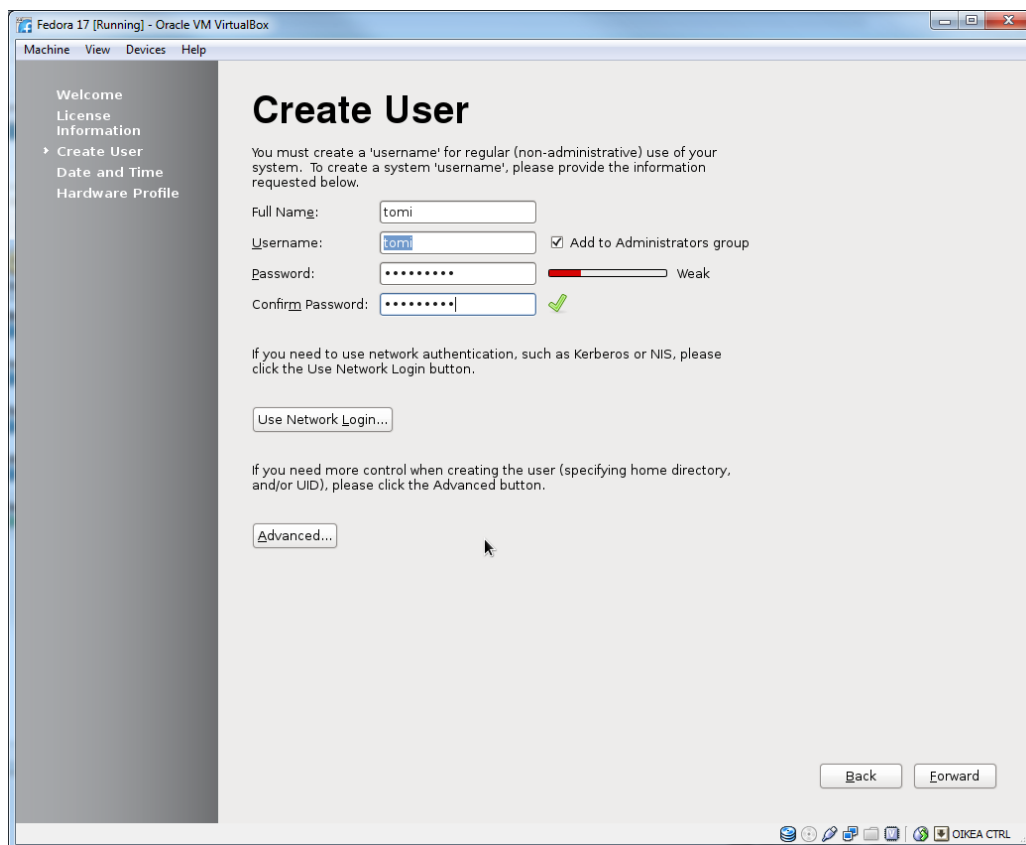 Fedora 17 [Running] - Oracle VM VirtualBox
Machine View Devices Help
Welcome
License
Information
Create User
Date and Time
Hardware Profile
Create User
You must create a 'username' for regular (non-administrative) use of your
system. To create a system 'username', please provide the information
requested below.
Full Name: tomi
Username: tomi Add to Administrators group
Password: ••••••••• Weak
Confirm Password: •••••••••
If you need to use network authentication, such as Kerberos or NIS, please
click the Use Network Login button.
Use Network Login...
If you need more control when creating the user (specifying home directory,
and/or UID), please click the Advanced button.
Advanced...
Back Forward
OIKEA CTRL